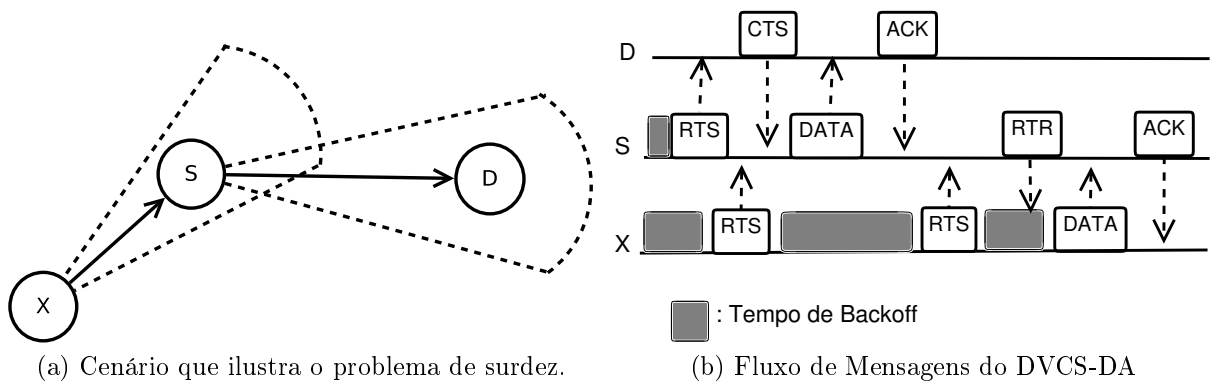 X
S
D
(a) Cenário que ilustra o problema de surdez.
D
CTS
ACK
S
RTS
DATA
RTR
ACK
X
RTS
RTS
DATA
: Tempo de Backoff
(b) Fluxo de Mensagens do DVCS-DA